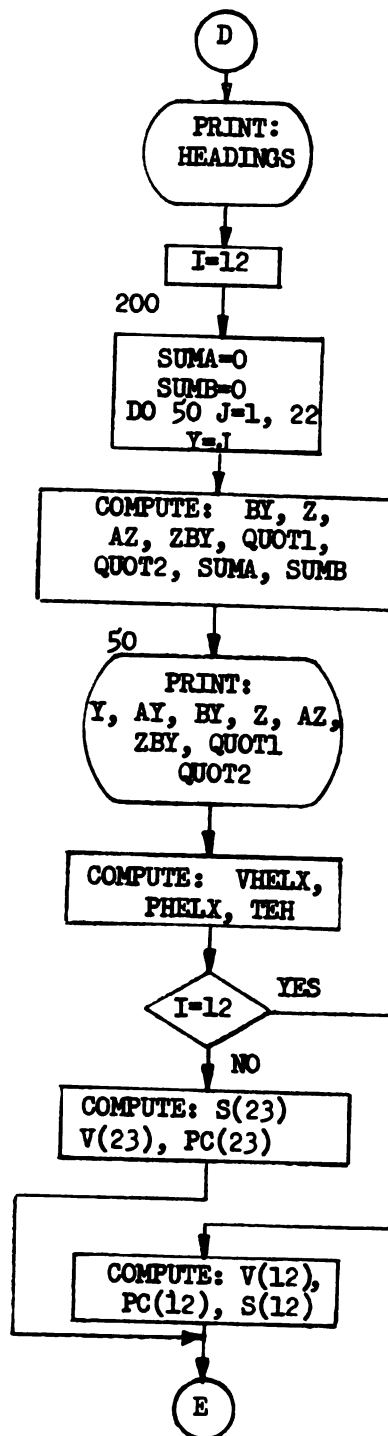 D
PRINT:
HEADINGS
I=12
200
SUMA=0
SUMB=0
DO 50 J=1, 22
Y=J
COMPUTE: BY, Z,
AZ, ZBY, QUOT1,
QUOT2, SUMA, SUMB
50
PRINT:
Y, AY, BY, Z, AZ,
ZBY, QUOT1
QUOT2
COMPUTE: VHELX,
PHELX, TEH
I=12
YES
NO
COMPUTE: S(23)
V(23), PC(23)
COMPUTE: V(12),
PC(12), S(12)
E